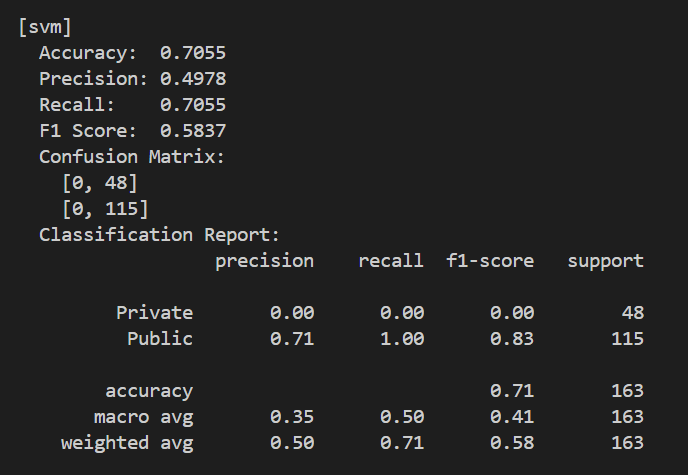 [svm]
Accuracy: 0.7055
Precision: 0.4978
Recall: 0.7055
F1 Score: 0.5837
Confusion Matrix:
[0, 48]
[0, 115]
Classification Report:
precision recall f1-score support
Private 0.00 0.00 0.00 48
Public 0.71 1.00 0.83 115
accuracy 0.71 163
macro avg 0.35 0.50 0.41 163
weighted avg 0.50 0.71 0.58 163